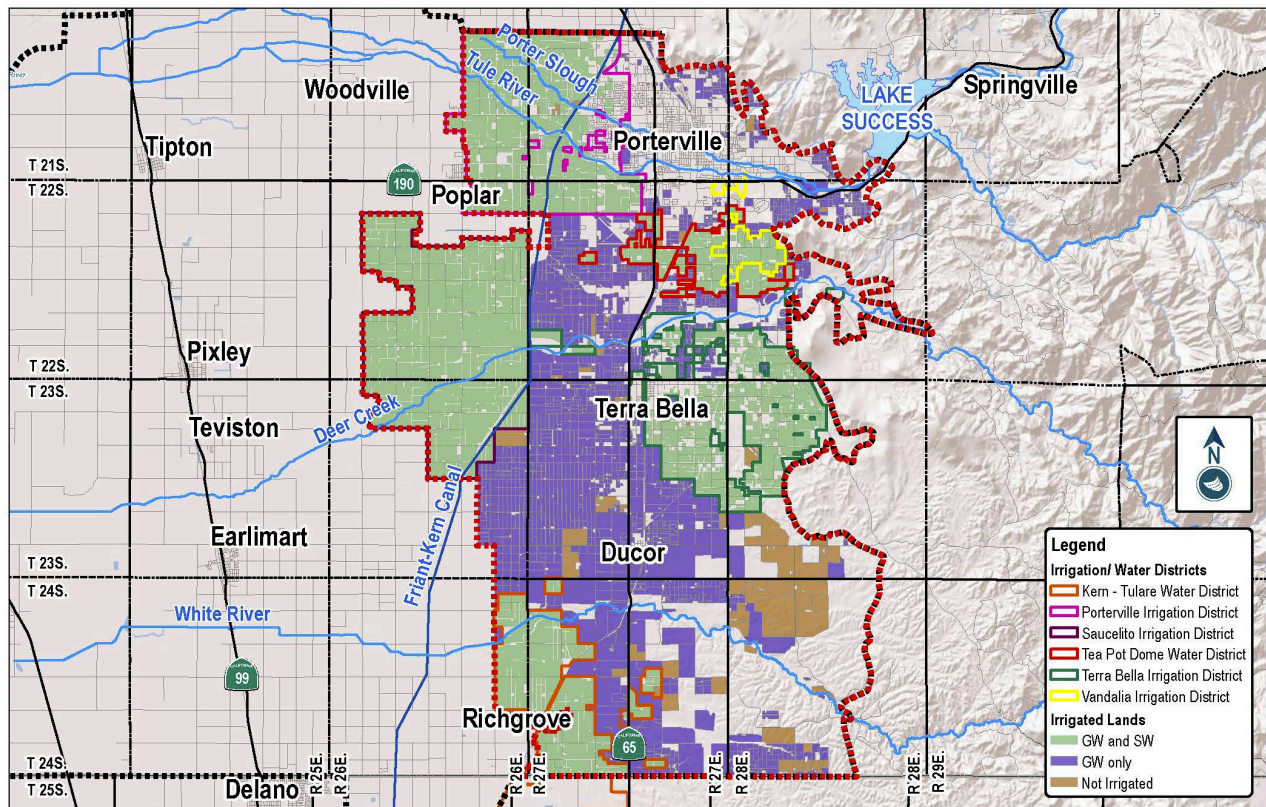 Porter Slough
Tule River
Woodville
LAKE
SUCCESS
Springville
Porterville
Tipton
T 21S.
T 22S.
CALIFORNIA
190
Poplar
Pixley
T 22S.
T 23S.
Deer Creek
Teviston
Terra Bella
Friant-Kern Canal
Earlimart
Ducor
T 23S.
T 24S.
White River
CALIFORNIA
99
Richgrove
CALIFORNIA
65
T 24S.
T 25S.
Delano
R 25E.
R 26E.
R 26E.
R 27E.
R 27E.
R 28E.
R 28E.
R 29E.
N
Legend
Irrigation/ Water Districts
Kern - Tulare Water District
Porterville Irrigation District
Saucelito Irrigation District
Tea Pot Dome Water District
Terra Bella Irrigation District
Vandalia Irrigation District
Irrigated Lands
GW and SW
GW only
Not Irrigated